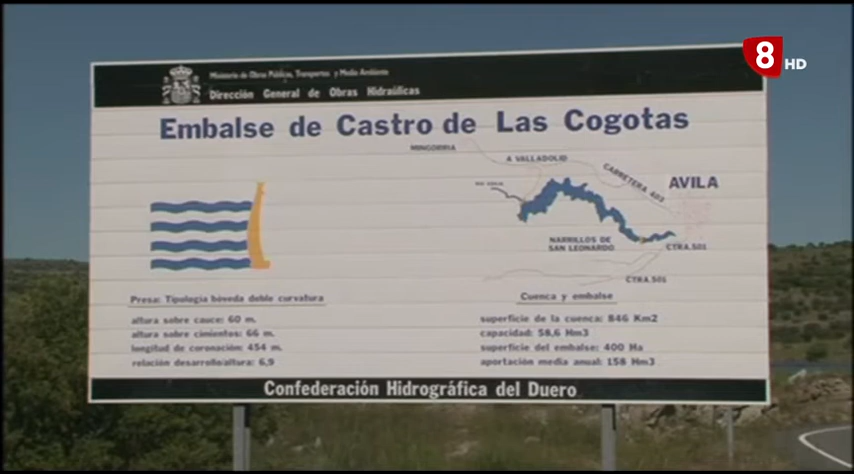 8 HD
Ministerio de Obras Públicas, Transportes y Medio Ambiente
Dirección General de Obras Hidraúlicas
Embalse de Castro de Las Cogotas
MINGORRIA
A VALLADOLID
CARRETERA 403
AVILA
NARRILLOS DE
SAN LEONARDO
CTRA.501
CTRA.501
Presa: Tipología bóveda doble curvatura
altura sobre cauce: 60 m.
altura sobre cimientos: 66 m.
longitud de coronación: 454 m.
relación desarrollo/altura: 6,9
Cuenca y embalse
superficie de la cuenca: 846 Km2
capacidad: 58,6 Hm3
superficie del embalse: 400 Ha
aportación media anual: 158 Hm3
Confederación Hidrográfica del Duero